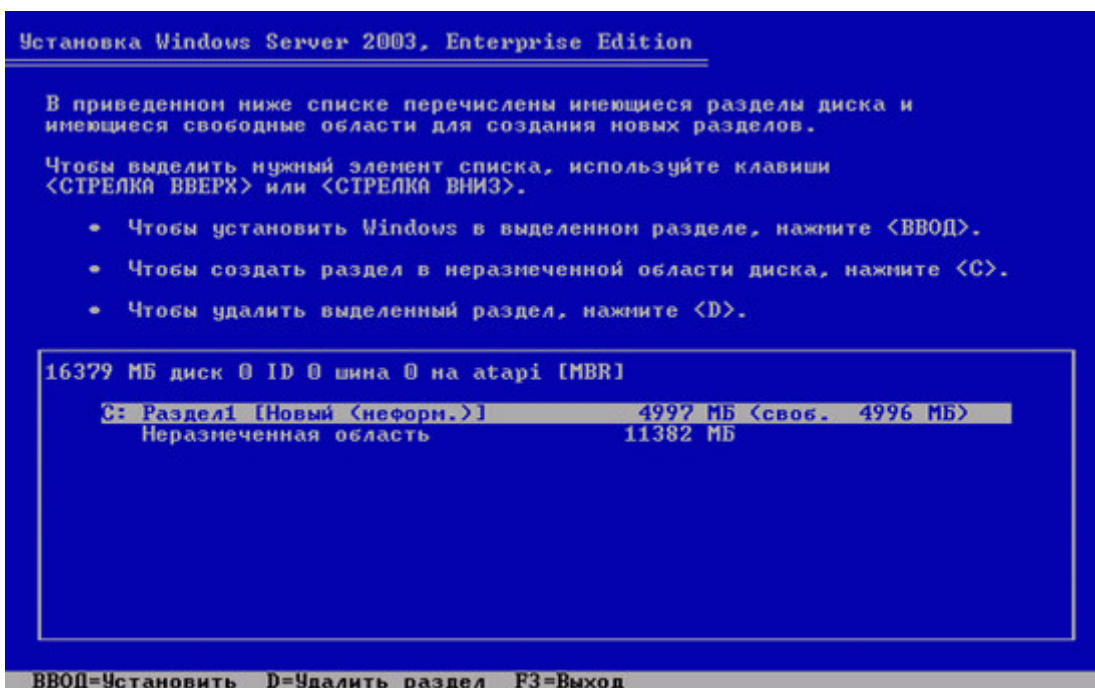 Установка Windows Server 2003, Enterprise Edition
В приведенном ниже списке перечислены имеющиеся разделы диска и
имеющиеся свободные области для создания новых разделов.
Чтобы выделить нужный элемент списка, используйте клавиши
<СТРЕЛКА ВВЕРХ> или <СТРЕЛКА ВНИЗ>.
• Чтобы установить Windows в выделенном разделе, нажмите <ВВОД>.
• Чтобы создать раздел в неразмеченной области диска, нажмите <C>.
• Чтобы удалить выделенный раздел, нажмите <D>.
16379 МБ диск 0 ID 0 шина 0 на atapi [MBR]
C: Раздел1 [Новый <неформ.>] 4997 МБ <своб. 4996 МБ>
Неразмеченная область 11382 МБ
ВВОД=Установить D=Удалить раздел F3=Выход